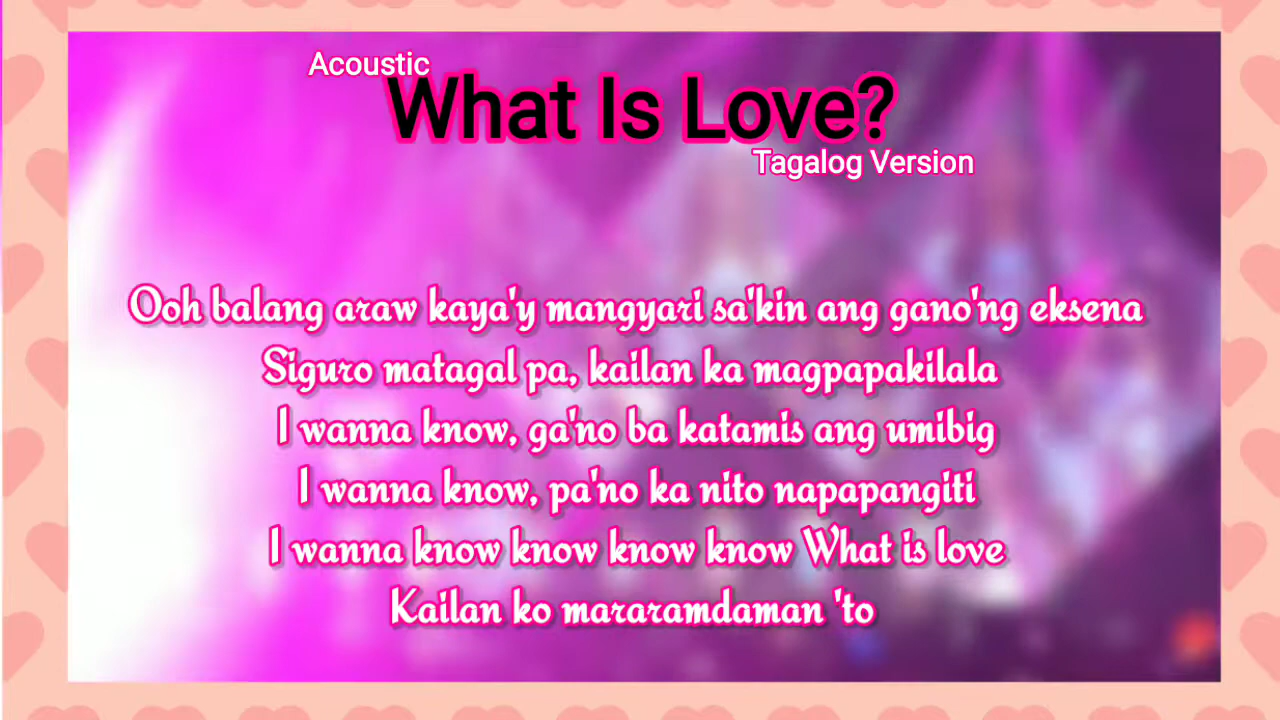 Acoustic
What Is Love?
Tagalog Version
Ooh balang araw kaya'y mangyari sa'kin ang gano'ng eksena
Siguro matagal pa, kailan ka magpapakilala
I wanna know, ga'no ba katamis ang umibig
I wanna know, pa'no ka nito napapangiti
I wanna know know know know What is love
Kailan ko mararamdaman 'to